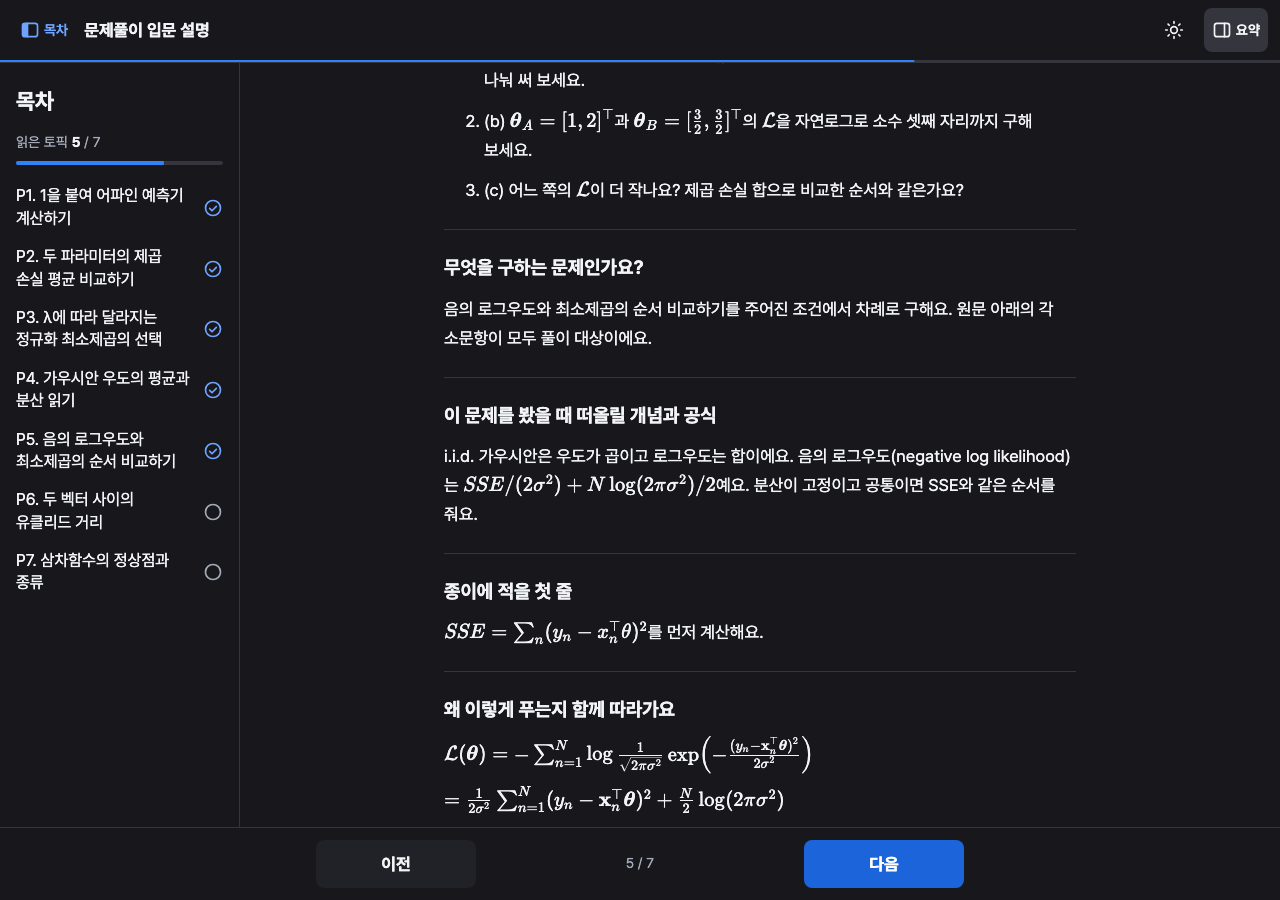 목차 문제풀이 입문 설명 요약
목차
읽은 토픽 5 / 7
P1. 1을 붙여 어파인 예측기
계산하기
P2. 두 파라미터의 제곱
손실 평균 비교하기
P3. λ에 따라 달라지는
정규화 최소제곱의 선택
P4. 가우시안 우도의 평균과
분산 읽기
P5. 음의 로그우도와
최소제곱의 순서 비교하기
P6. 두 벡터 사이의
유클리드 거리
P7. 삼차함수의 정상점과
종류
나눠 써 보세요.
2. (b) θ_A = [1, 2]^⊤과 θ_B = [3/2, 3/2]^⊤의 ℒ을 자연로그로 소수 셋째 자리까지 구해
보세요.
3. (c) 어느 쪽의 ℒ이 더 작나요? 제곱 손실 합으로 비교한 순서와 같은가요?
무엇을 구하는 문제인가요?
음의 로그우도와 최소제곱의 순서 비교하기를 주어진 조건에서 차례로 구해요. 원문 아래의 각
소문항이 모두 풀이 대상이에요.
이 문제를 봤을 때 떠올릴 개념과 공식
i.i.d. 가우시안은 우도가 곱이고 로그우도는 합이에요. 음의 로그우도(negative log likelihood)
는 SSE/(2σ²) + N log(2πσ²)/2예요. 분산이 고정이고 공통이면 SSE와 같은 순서를
줘요.
종이에 적을 첫 줄
SSE = ∑_n(y_n − x_n^⊤θ)²를 먼저 계산해요.
왜 이렇게 푸는지 함께 따라가요
ℒ(θ) = − ∑_{n=1}^N log 1/√(2πσ²) exp(−(y_n−x_n^⊤θ)²/2σ²)
= 1/2σ² ∑_{n=1}^N(y_n − x_n^⊤θ)² + N/2 log(2πσ²)
이전 5 / 7 다음